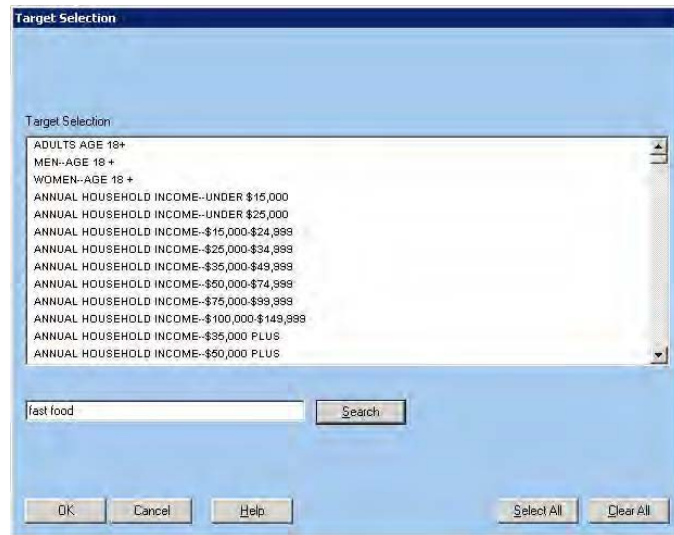 Target Selection
Target Selection
ADULTS AGE 18+
MEN--AGE 18 +
WOMEN--AGE 18 +
ANNUAL HOUSEHOLD INCOME--UNDER $15,000
ANNUAL HOUSEHOLD INCOME--UNDER $25,000
ANNUAL HOUSEHOLD INCOME--$15,000-$24,999
ANNUAL HOUSEHOLD INCOME--$25,000-$34,999
ANNUAL HOUSEHOLD INCOME--$35,000-$49,999
ANNUAL HOUSEHOLD INCOME--$50,000-$74,999
ANNUAL HOUSEHOLD INCOME--$75,000-$99,999
ANNUAL HOUSEHOLD INCOME--$100,000-$149,999
ANNUAL HOUSEHOLD INCOME--$35,000 PLUS
ANNUAL HOUSEHOLD INCOME--$50,000 PLUS
fast food Search
OK Cancel Help Select All Clear All